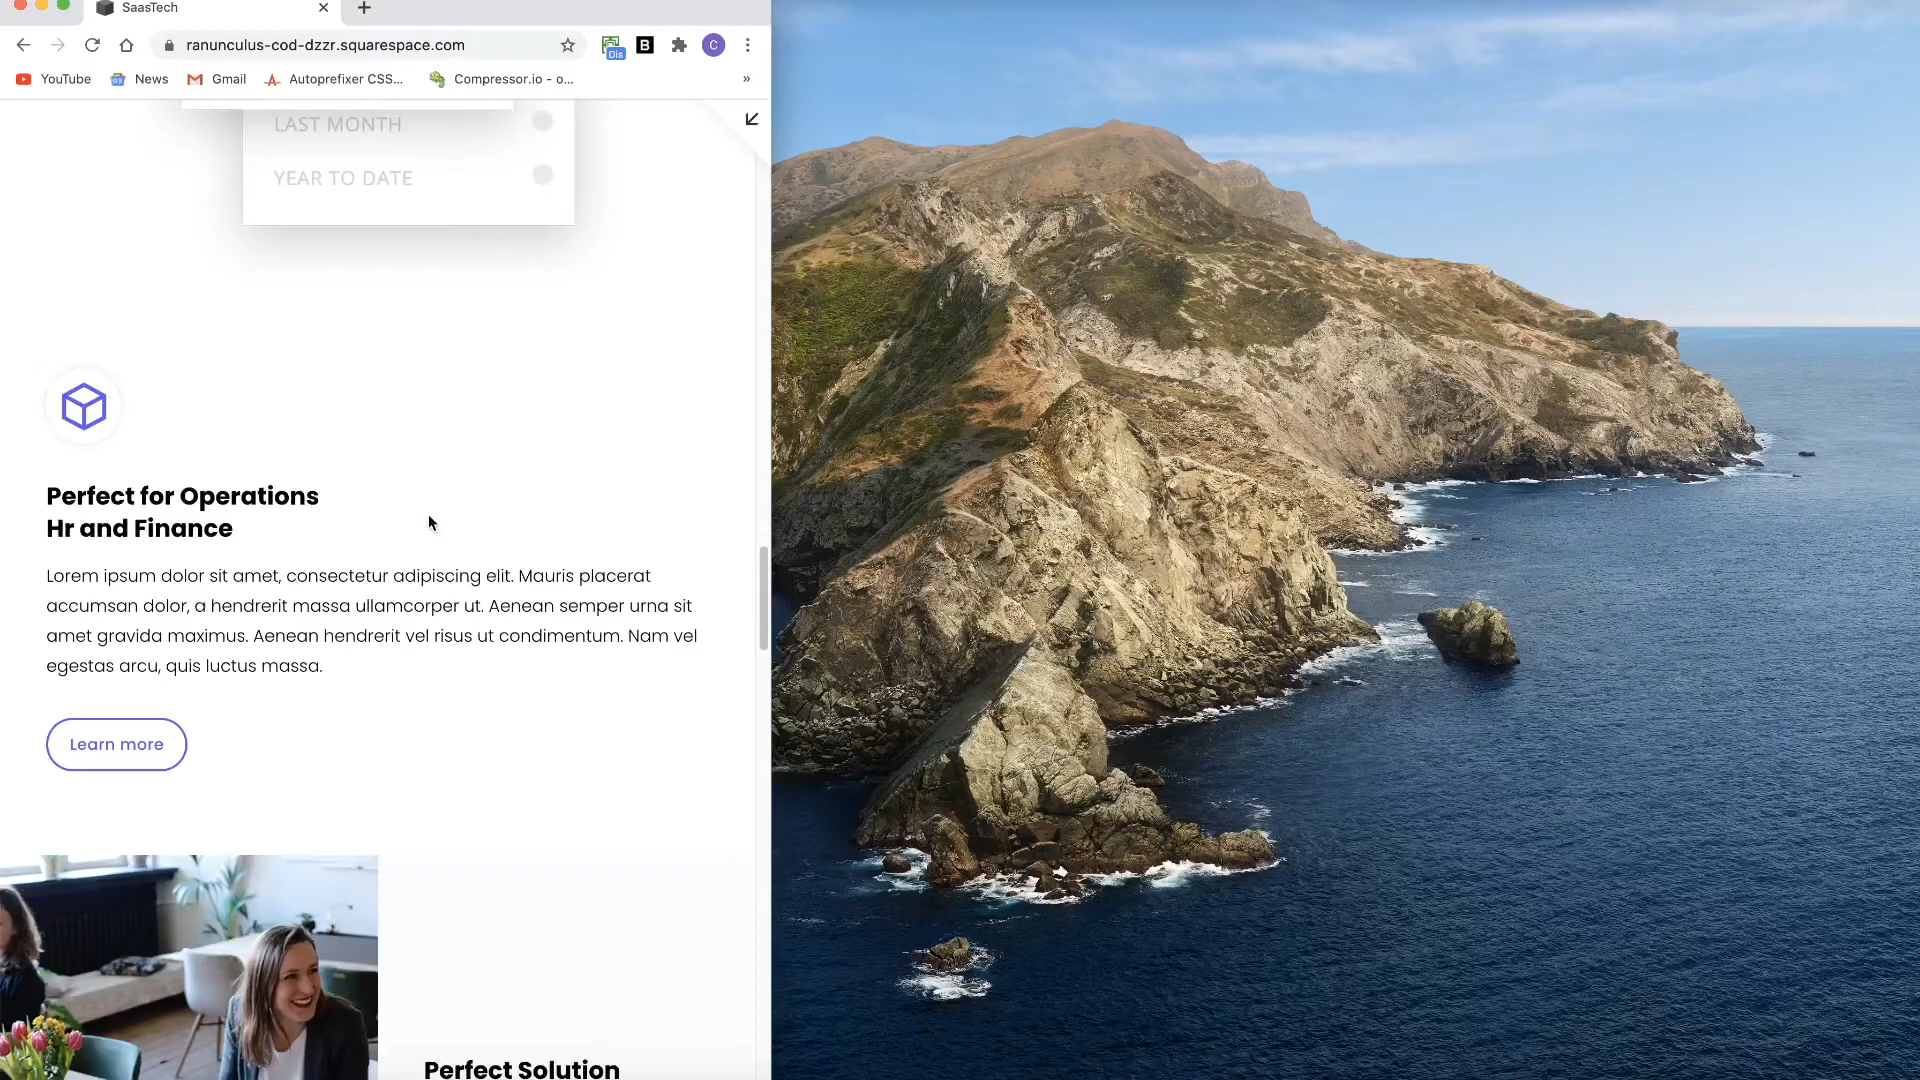 SaasTech
ranunculus-cod-dzzr.squarespace.com
Dis
B
C
YouTube
News
Gmail
Autoprefixer CSS...
Compressor.io - o...
»
LAST MONTH
YEAR TO DATE
Perfect for Operations
Hr and Finance
Lorem ipsum dolor sit amet, consectetur adipiscing elit. Mauris placerat
accumsan dolor, a hendrerit massa ullamcorper ut. Aenean semper urna sit
amet gravida maximus. Aenean hendrerit vel risus ut condimentum. Nam vel
egestas arcu, quis luctus massa.
Learn more
Perfect Solution